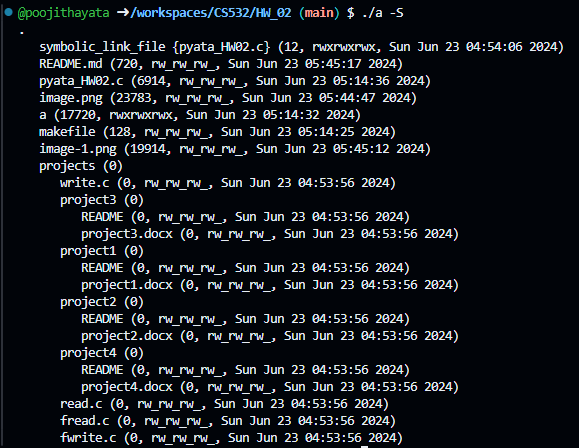 @poojithayata ➜/workspaces/CS532/HW_02 (main) $ ./a -S
.
symbolic_link_file {pyata_HW02.c} (12, rwxrwxrwx, Sun Jun 23 04:54:06 2024)
README.md (720, rw_rw_rw_, Sun Jun 23 05:45:17 2024)
pyata_HW02.c (6914, rw_rw_rw_, Sun Jun 23 05:14:36 2024)
image.png (23783, rw_rw_rw_, Sun Jun 23 05:44:47 2024)
a (17720, rwxrwxrwx, Sun Jun 23 05:14:32 2024)
makefile (128, rw_rw_rw_, Sun Jun 23 05:14:25 2024)
image-1.png (19914, rw_rw_rw_, Sun Jun 23 05:45:12 2024)
projects (0)
write.c (0, rw_rw_rw_, Sun Jun 23 04:53:56 2024)
project3 (0)
README (0, rw_rw_rw_, Sun Jun 23 04:53:56 2024)
project3.docx (0, rw_rw_rw_, Sun Jun 23 04:53:56 2024)
project1 (0)
README (0, rw_rw_rw_, Sun Jun 23 04:53:56 2024)
project1.docx (0, rw_rw_rw_, Sun Jun 23 04:53:56 2024)
project2 (0)
README (0, rw_rw_rw_, Sun Jun 23 04:53:56 2024)
project2.docx (0, rw_rw_rw_, Sun Jun 23 04:53:56 2024)
project4 (0)
README (0, rw_rw_rw_, Sun Jun 23 04:53:56 2024)
project4.docx (0, rw_rw_rw_, Sun Jun 23 04:53:56 2024)
read.c (0, rw_rw_rw_, Sun Jun 23 04:53:56 2024)
fread.c (0, rw_rw_rw_, Sun Jun 23 04:53:56 2024)
fwrite.c (0, rw_rw_rw_, Sun Jun 23 04:53:56 2024)